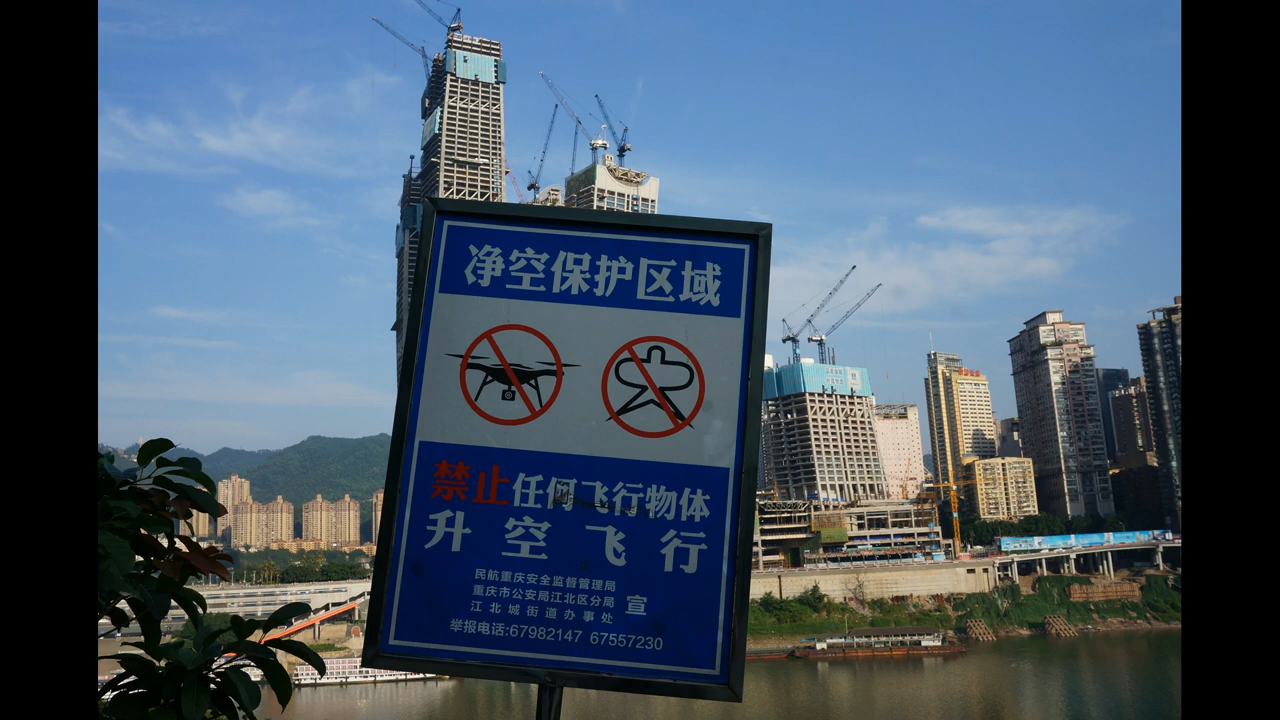 净空保护区域
禁止任何飞行物体
升空飞行
民航重庆安全监督管理局
重庆市公安局江北区分局 宣
江北城街道办事处
举报电话:67982147 67557230